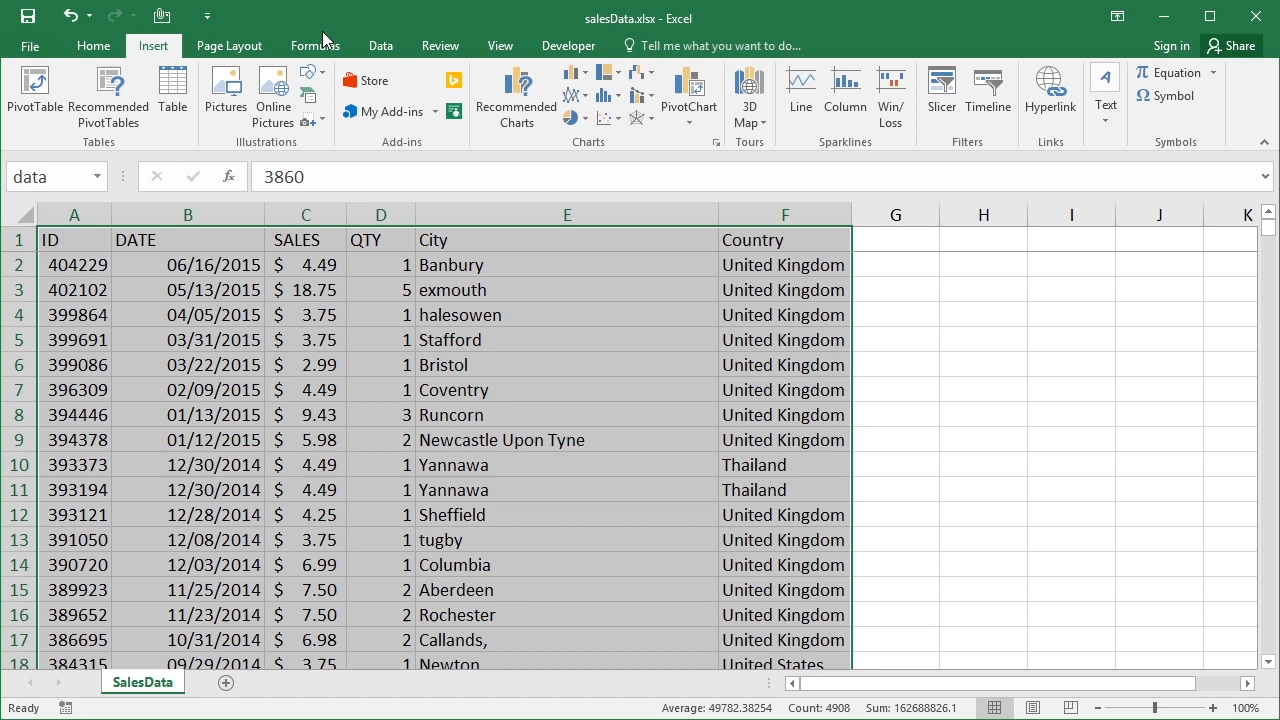 salesData.xlsx - Excel
File Home Insert Page Layout Formulas Data Review View Developer Tell me what you want to do... Sign in Share
PivotTable Recommended PivotTables Table
Tables
Pictures Online Pictures
Illustrations
Store
My Add-ins
Add-ins
Recommended Charts PivotChart
Charts
3D Map
Tours
Line Column Win/Loss
Sparklines
Slicer Timeline
Filters
Hyperlink
Links
Text
Equation
Symbol
Symbols
data fx 3860
A B C D E F G H I J K
1 ID DATE SALES QTY City Country
2 404229 06/16/2015 $ 4.49 1 Banbury United Kingdom
3 402102 05/13/2015 $ 18.75 5 exmouth United Kingdom
4 399864 04/05/2015 $ 3.75 1 halesowen United Kingdom
5 399691 03/31/2015 $ 3.75 1 Stafford United Kingdom
6 399086 03/22/2015 $ 2.99 1 Bristol United Kingdom
7 396309 02/09/2015 $ 4.49 1 Coventry United Kingdom
8 394446 01/13/2015 $ 9.43 3 Runcorn United Kingdom
9 394378 01/12/2015 $ 5.98 2 Newcastle Upon Tyne United Kingdom
10 393373 12/30/2014 $ 4.49 1 Yannawa Thailand
11 393194 12/30/2014 $ 4.49 1 Yannawa Thailand
12 393121 12/28/2014 $ 4.25 1 Sheffield United Kingdom
13 391050 12/08/2014 $ 3.75 1 tugby United Kingdom
14 390720 12/03/2014 $ 6.99 1 Columbia United Kingdom
15 389923 11/25/2014 $ 7.50 2 Aberdeen United Kingdom
16 389652 11/23/2014 $ 7.50 2 Rochester United Kingdom
17 386695 10/31/2014 $ 6.98 2 Callands, United Kingdom
18 384315 09/29/2014 $ 3.75 1 Newton United States
SalesData
Ready Average: 49782.38254 Count: 4908 Sum: 162688826.1 100%